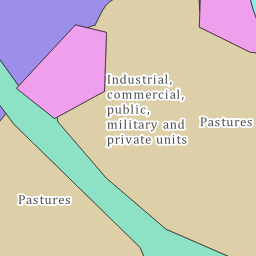 Industrial,
commercial,
public,
military and
private units
Pastures
Pastures